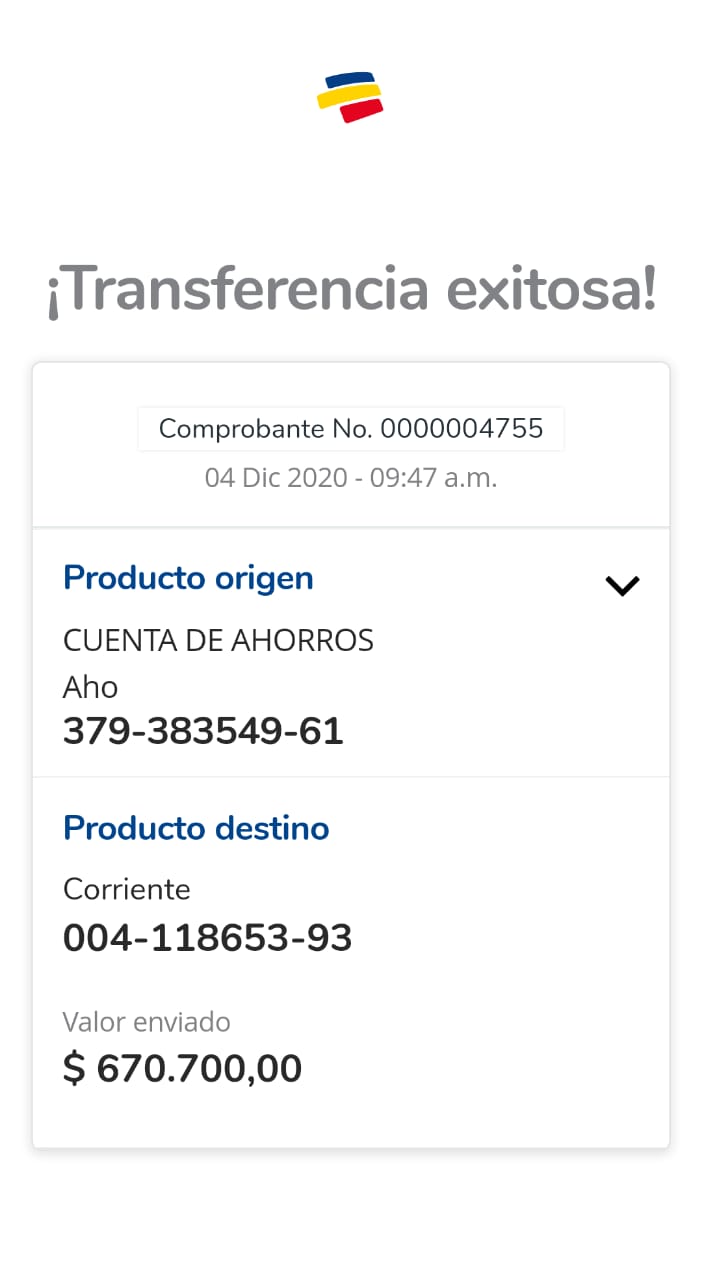 ¡Transferencia exitosa!
Comprobante No. 0000004755
04 Dic 2020 - 09:47 a.m.
Producto origen
CUENTA DE AHORROS
Aho
379-383549-61
Producto destino
Corriente
004-118653-93
Valor enviado
$ 670.700,00